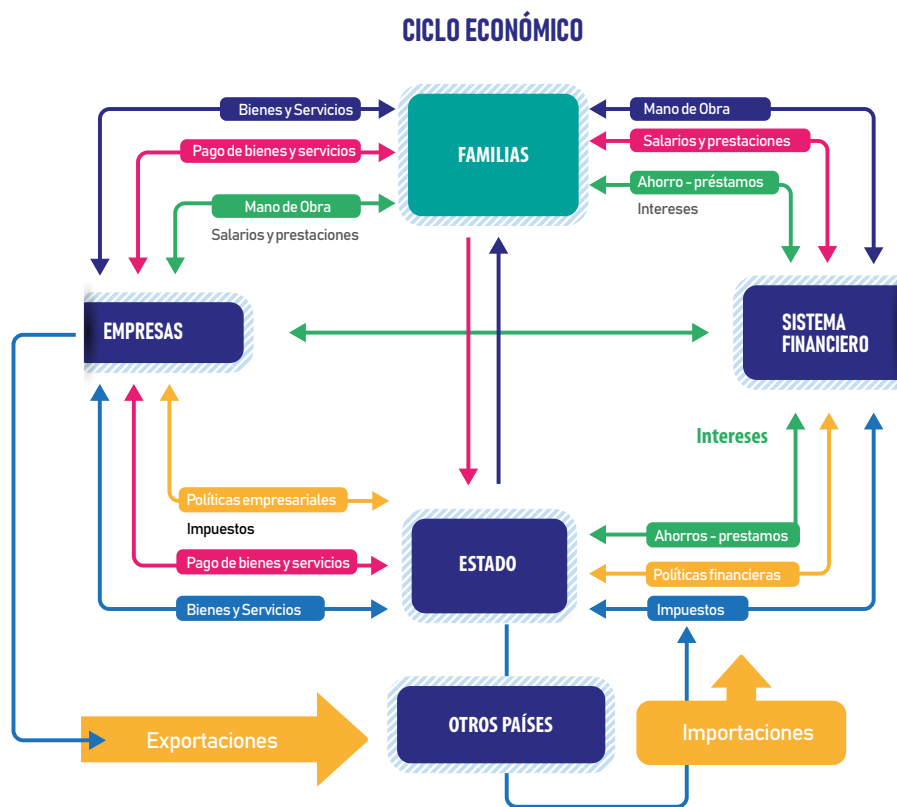 CICLO ECONÓMICO
Bienes y Servicios
Pago de bienes y servicios
Mano de Obra
Salarios y prestaciones
FAMILIAS
Mano de Obra
Salarios y prestaciones
Ahorro - préstamos
Intereses
EMPRESAS
SISTEMA
FINANCIERO
Intereses
Políticas empresariales
Impuestos
Pago de bienes y servicios
Bienes y Servicios
ESTADO
Ahorros - prestamos
Políticas financieras
Impuestos
Exportaciones
OTROS PAÍSES
Importaciones